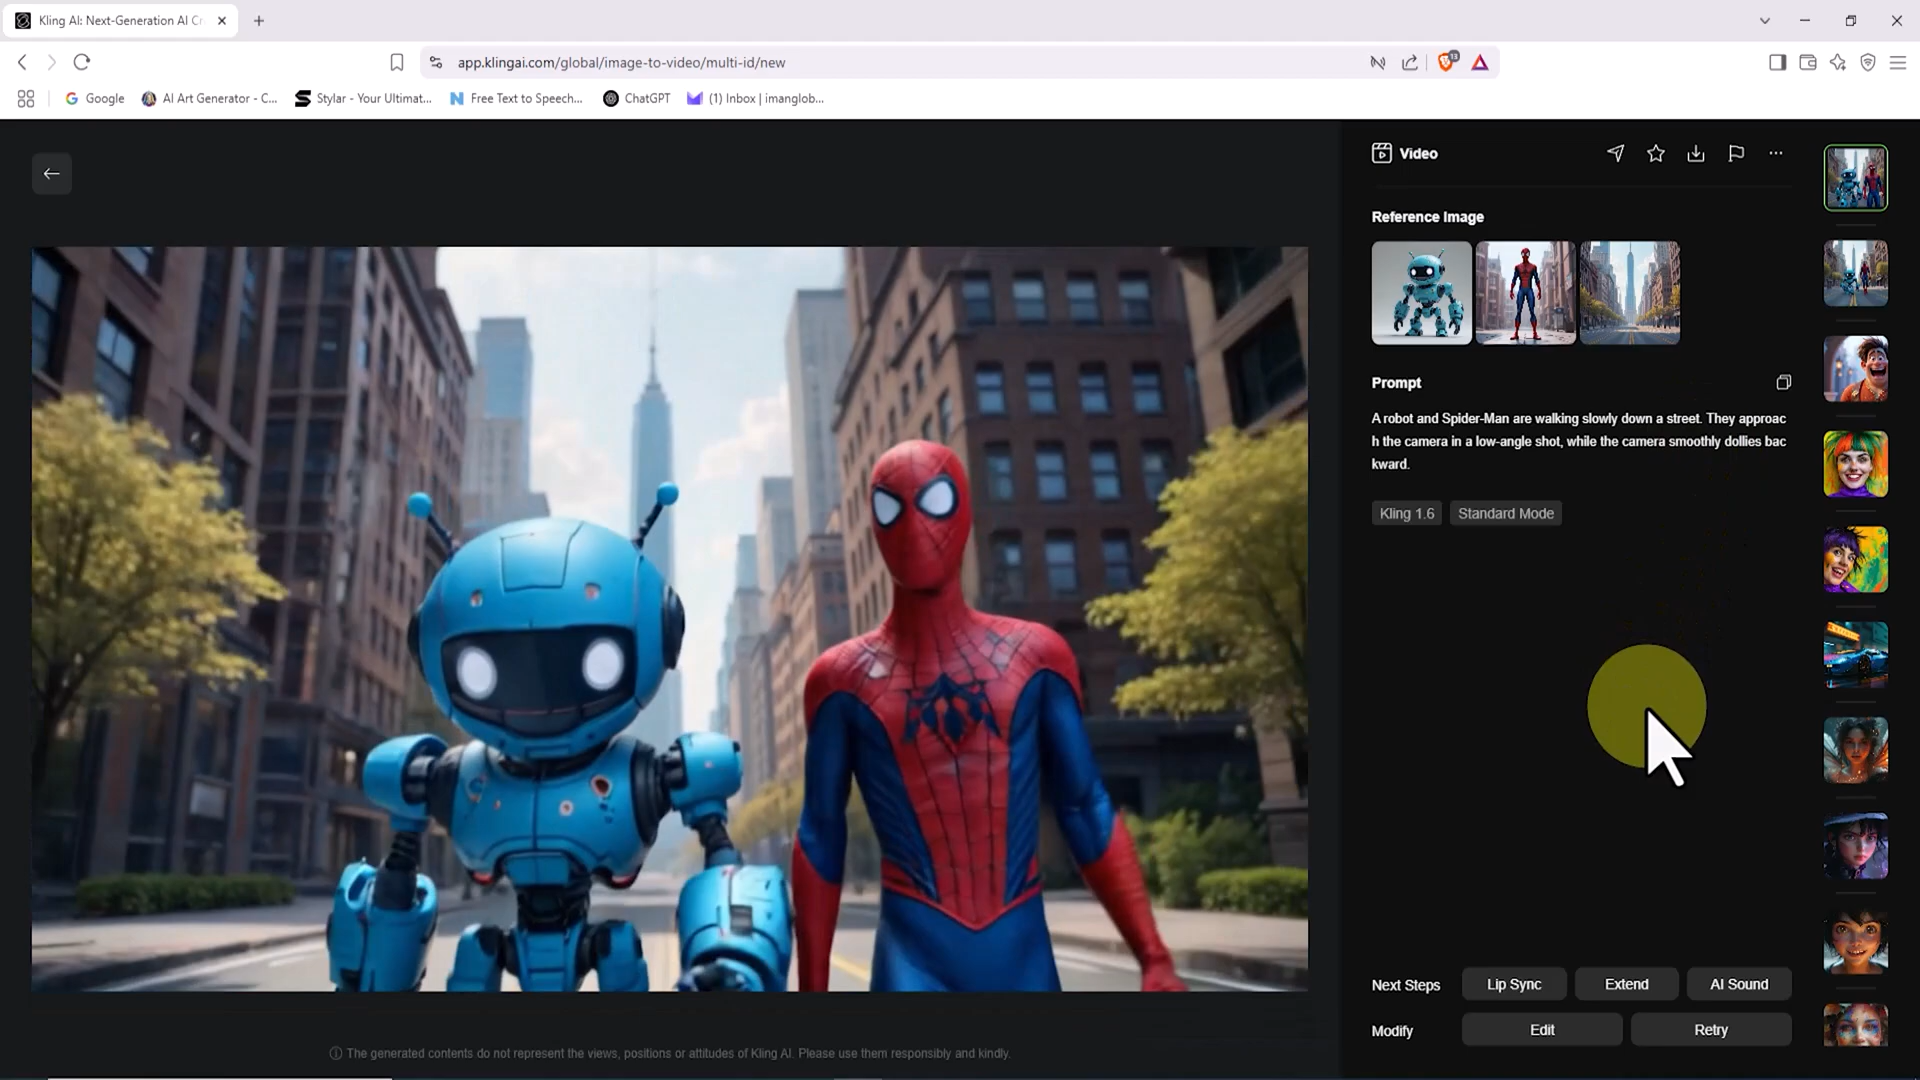 Kling AI: Next-Generation AI Cr
app.klingai.com/global/image-to-video/multi-id/new
Google
AI Art Generator - C...
Stylar - Your Ultimat...
Free Text to Speech...
ChatGPT
(1) Inbox | imanglob...
Video
Reference Image
Prompt
A robot and Spider-Man are walking slowly down a street. They approac
h the camera in a low-angle shot, while the camera smoothly dollies bac
kward.
Kling 1.6 Standard Mode
Next Steps Lip Sync Extend AI Sound
Modify Edit Retry
The generated contents do not represent the views, positions or attitudes of Kling AI. Please use them responsibly and kindly.